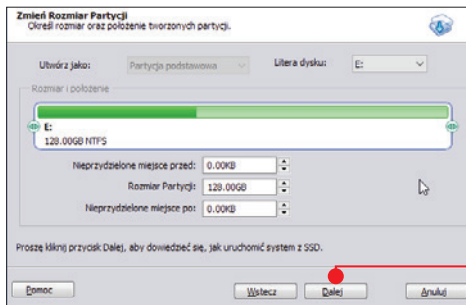 Zmień Rozmiar Partycji
Określ rozmiar oraz położenie tworzonych partycji.
Utwórz jako: Partycja podstawowa Litera dysku: E:
Rozmiar i położenie
E:
128.00GB NTFS
Nieprzydzielone miejsce przed: 0.00KB
Rozmiar Partycji: 128.00GB
Nieprzydzielone miejsce po: 0.00KB
Proszę kliknij przycisk Dalej, aby dowiedzieć się, jak uruchomić system z SSD.
Pomoc Wstecz Dalej Anuluj